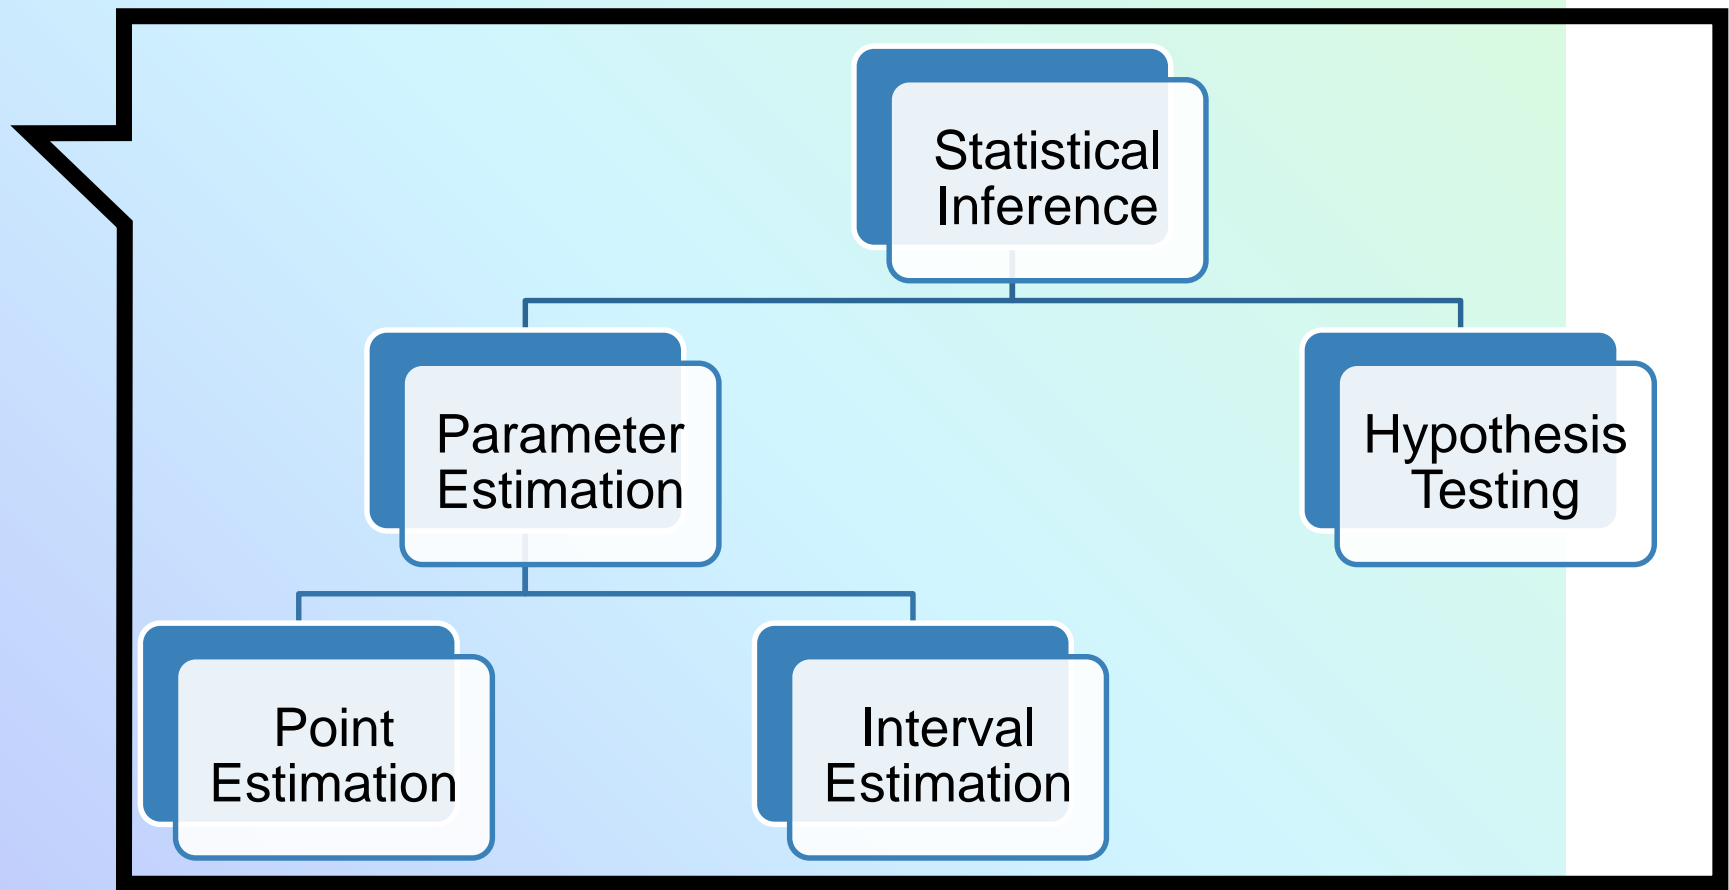 Statistical
Inference
Parameter
Estimation
Hypothesis
Testing
Point
Estimation
Interval
Estimation